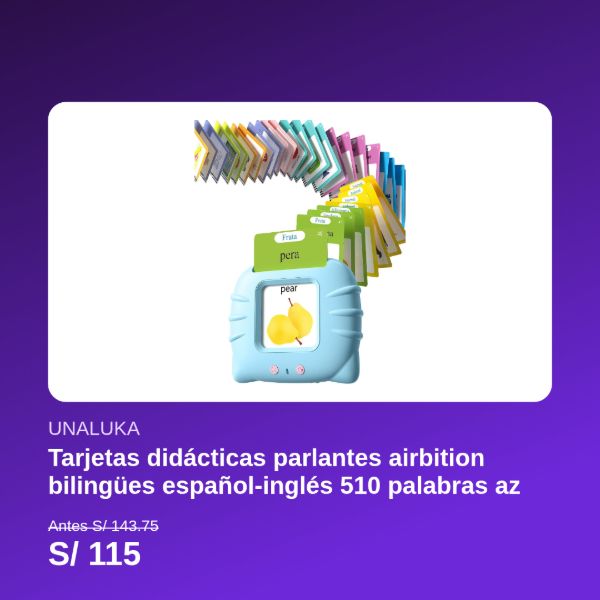 Fruta
pera
pear
UNALUKA
Tarjetas didácticas parlantes airbition
bilingües español-inglés 510 palabras az
Antes S/ 143.75
S/ 115